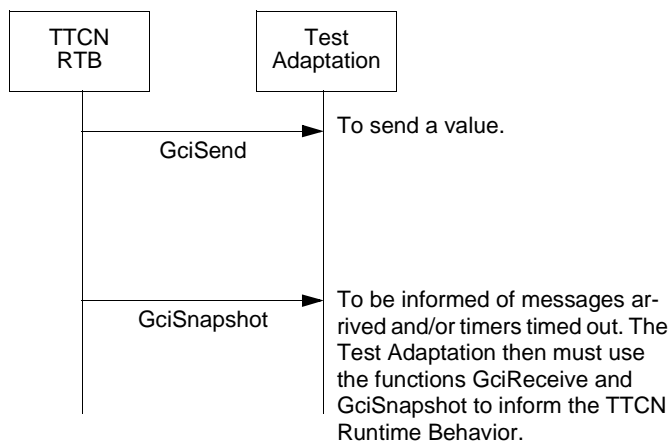 TTCN
RTB
Test
Adaptation
To send a value.
GciSend
To be informed of messages ar-
rived and/or timers timed out. The
Test Adaptation then must use
the functions GciReceive and
GciSnapshot to inform the TTCN
Runtime Behavior.
GciSnapshot